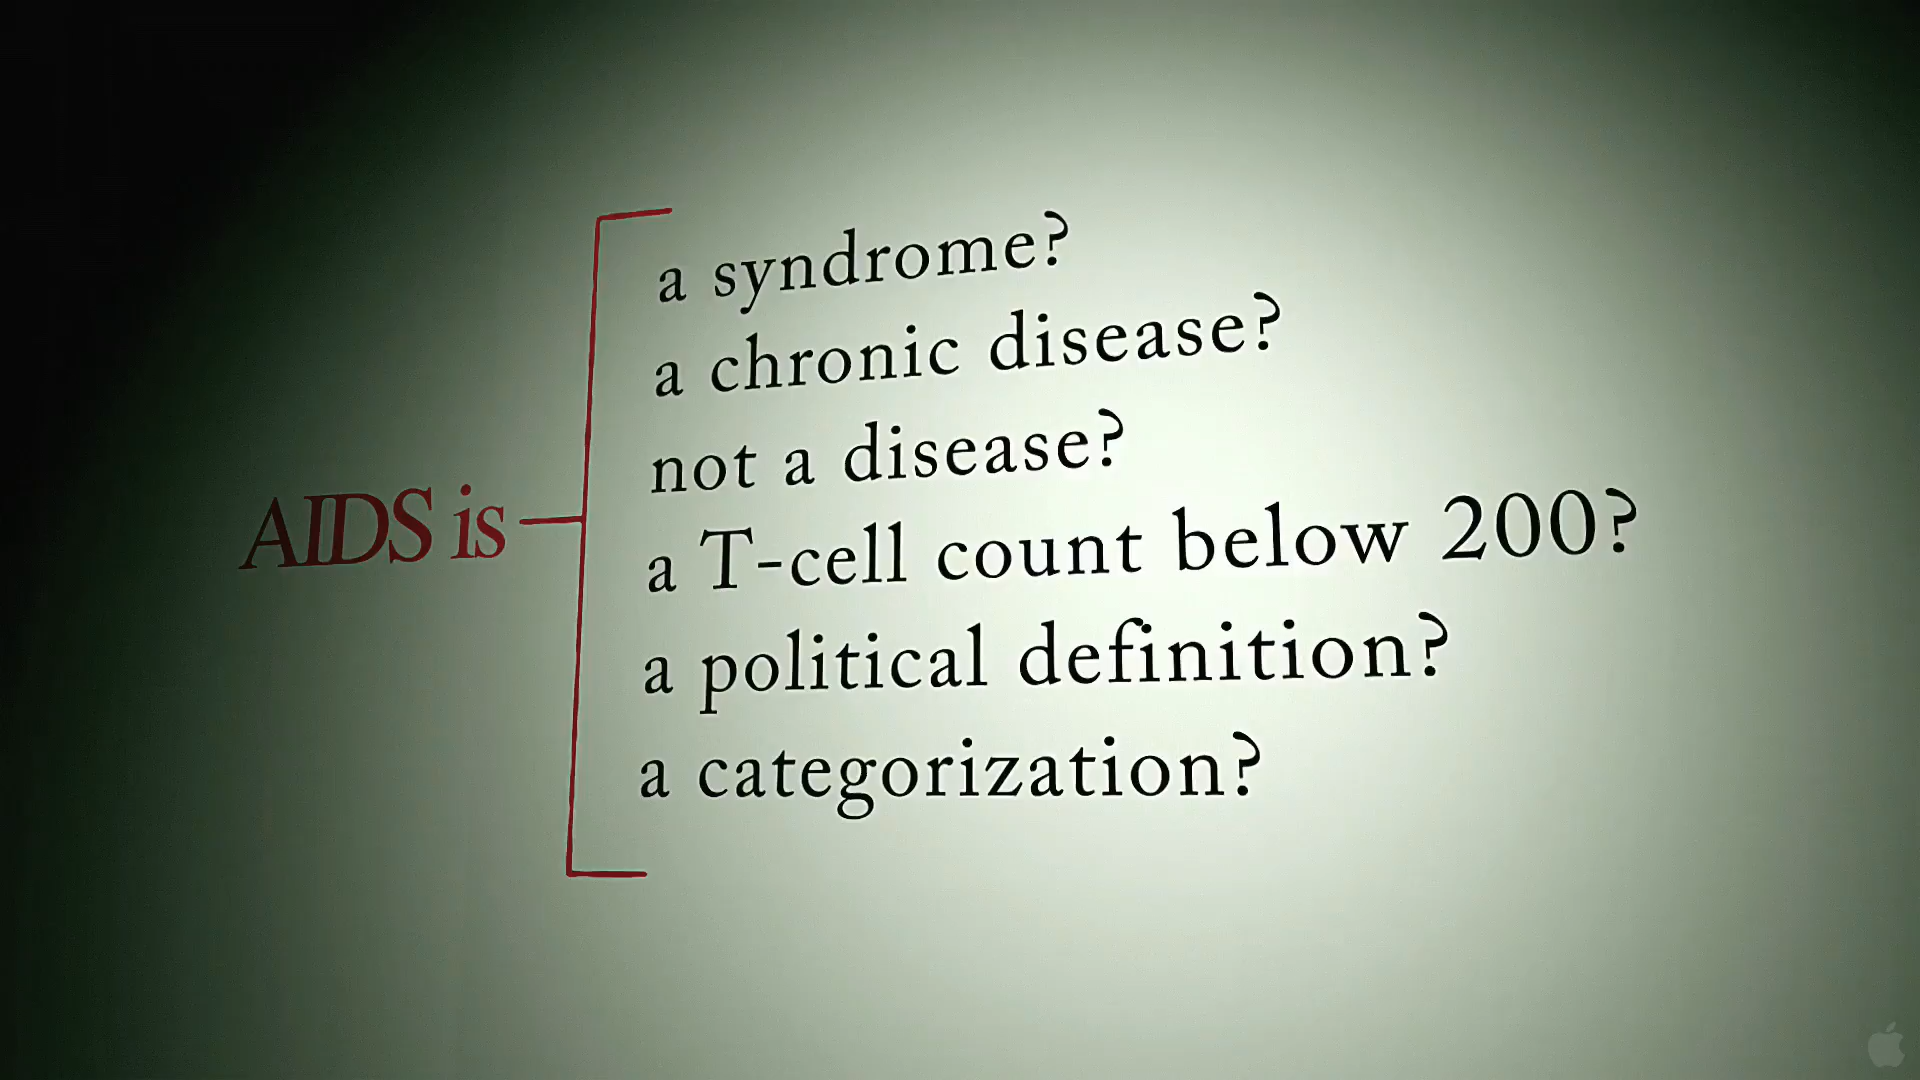 AIDS is
a syndrome?
a chronic disease?
not a disease?
a T-cell count below 200?
a political definition?
a categorization?